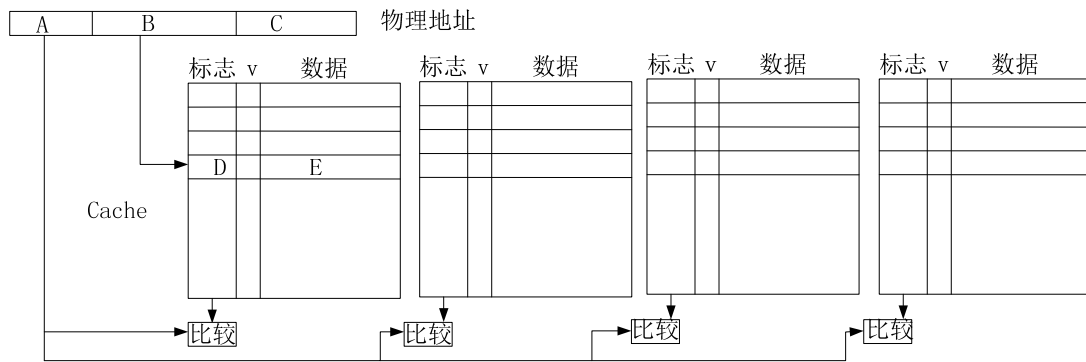 A B C 物理地址
标志 v 数据 标志 v 数据 标志 v 数据 标志 v 数据
D E
Cache
比较 比较 比较 比较